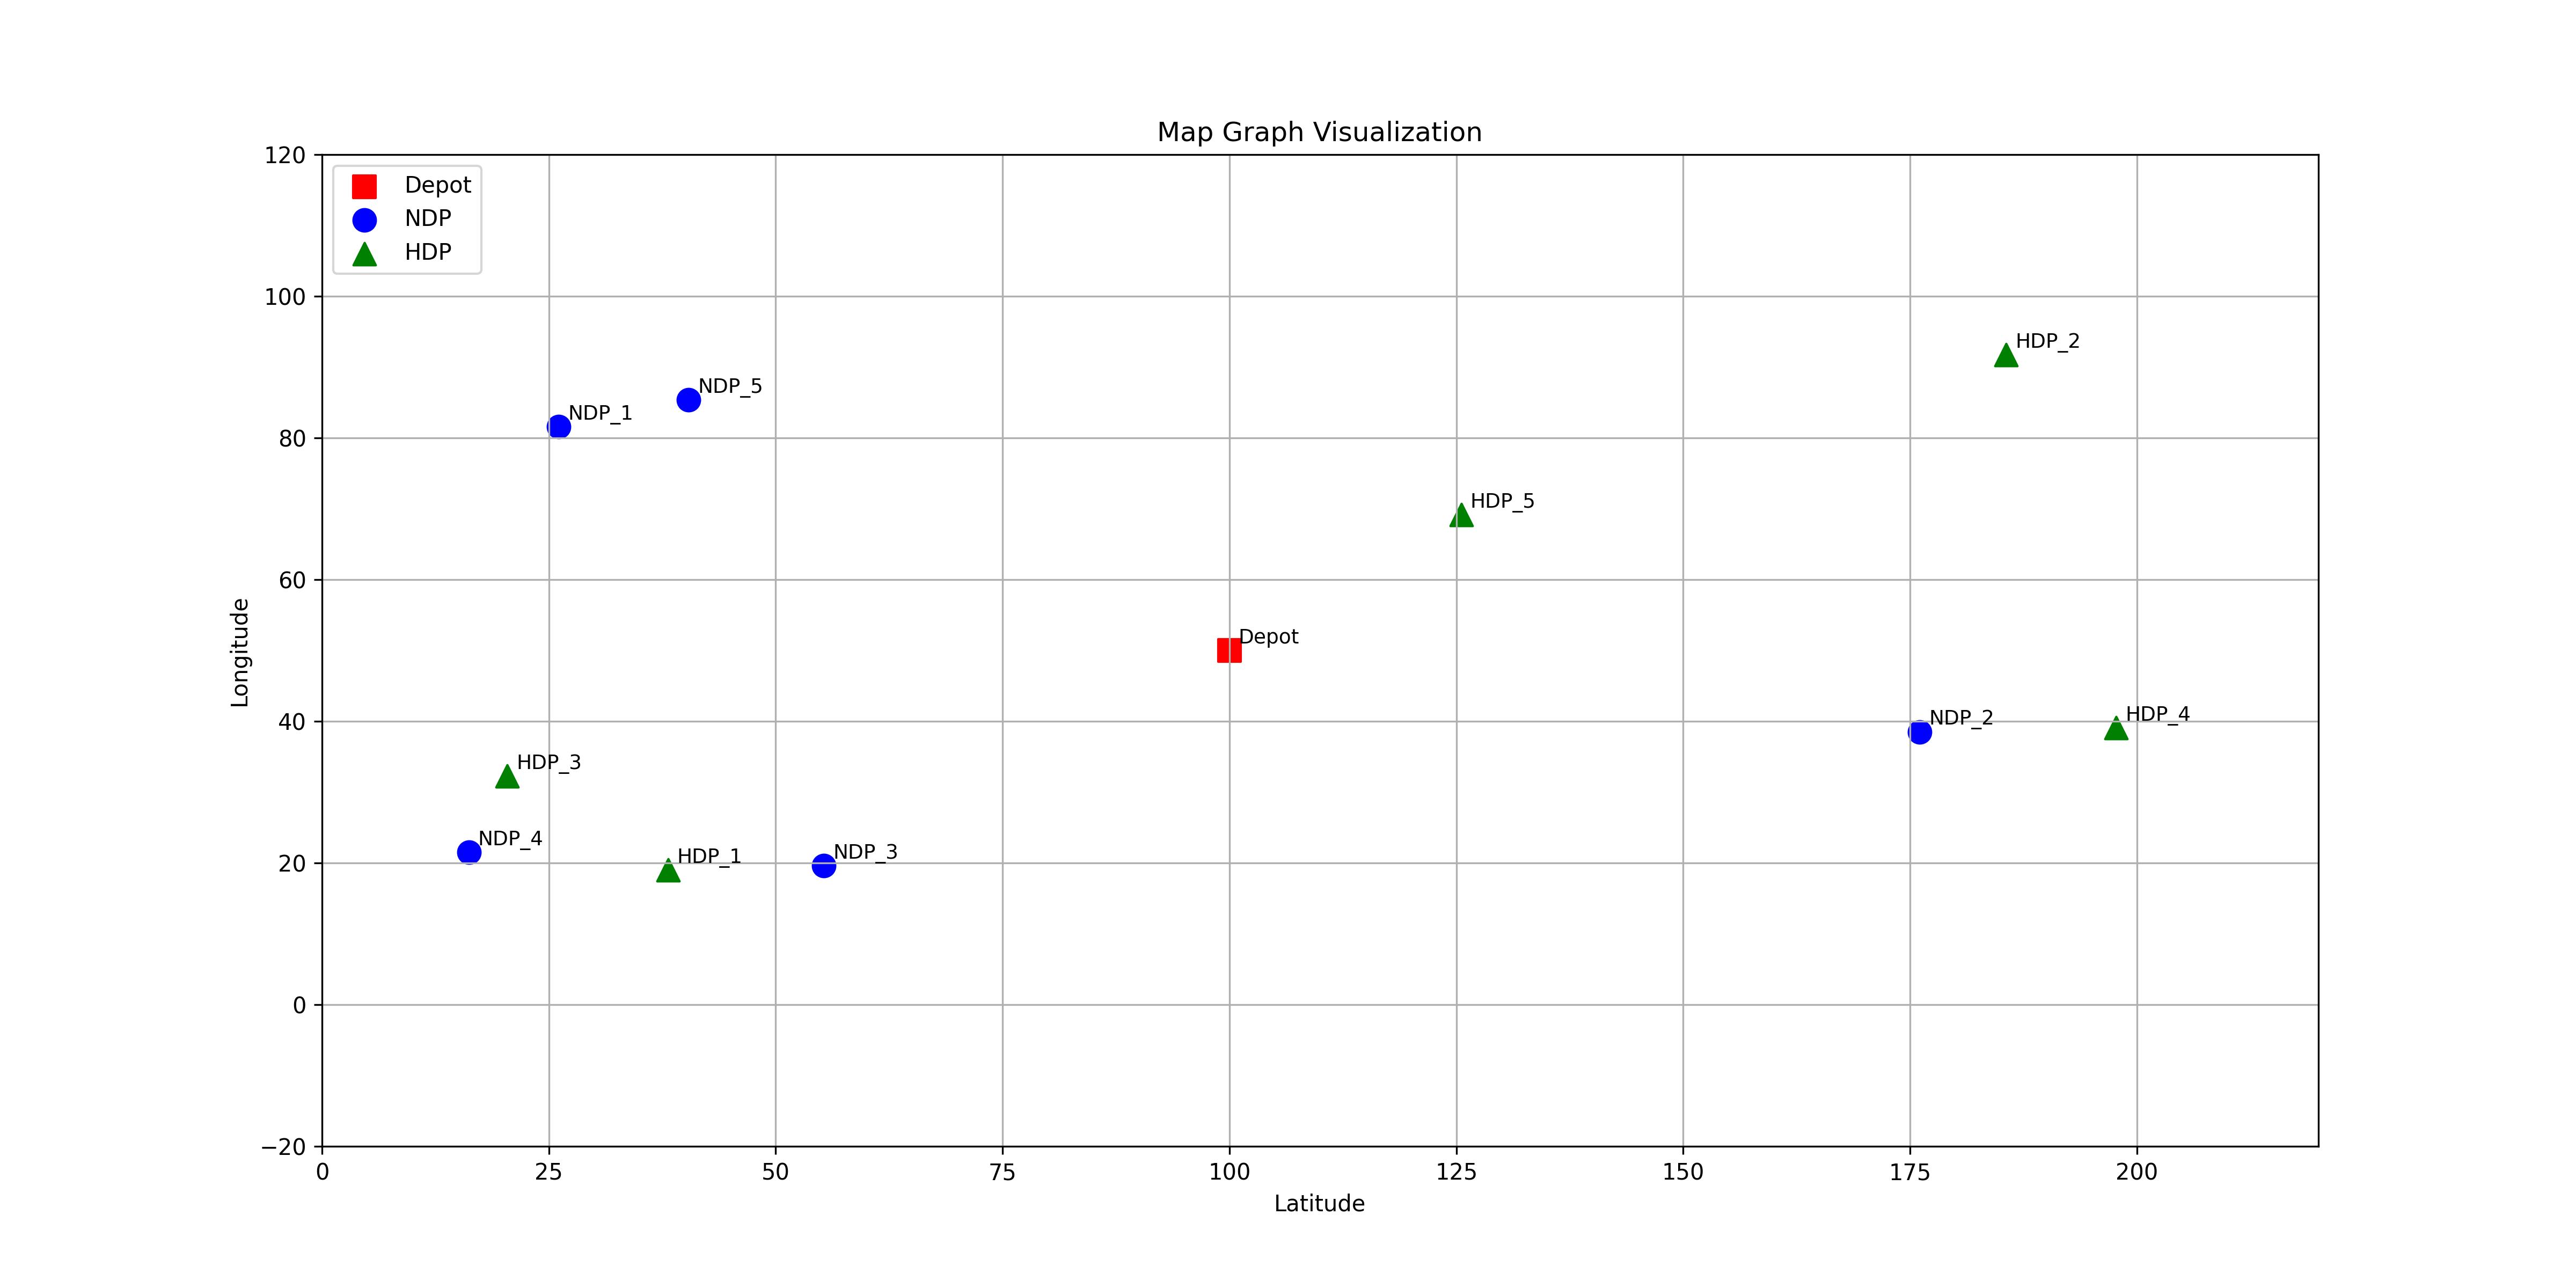 Map Graph Visualization
120
100
80
60
40
20
0
−20
Longitude
Depot
NDP
HDP
HDP_2
NDP_5
NDP_1
HDP_5
Depot
NDP_2
HDP_4
HDP_3
NDP_4
HDP_1
NDP_3
0 25 50 75 100 125 150 175 200
Latitude